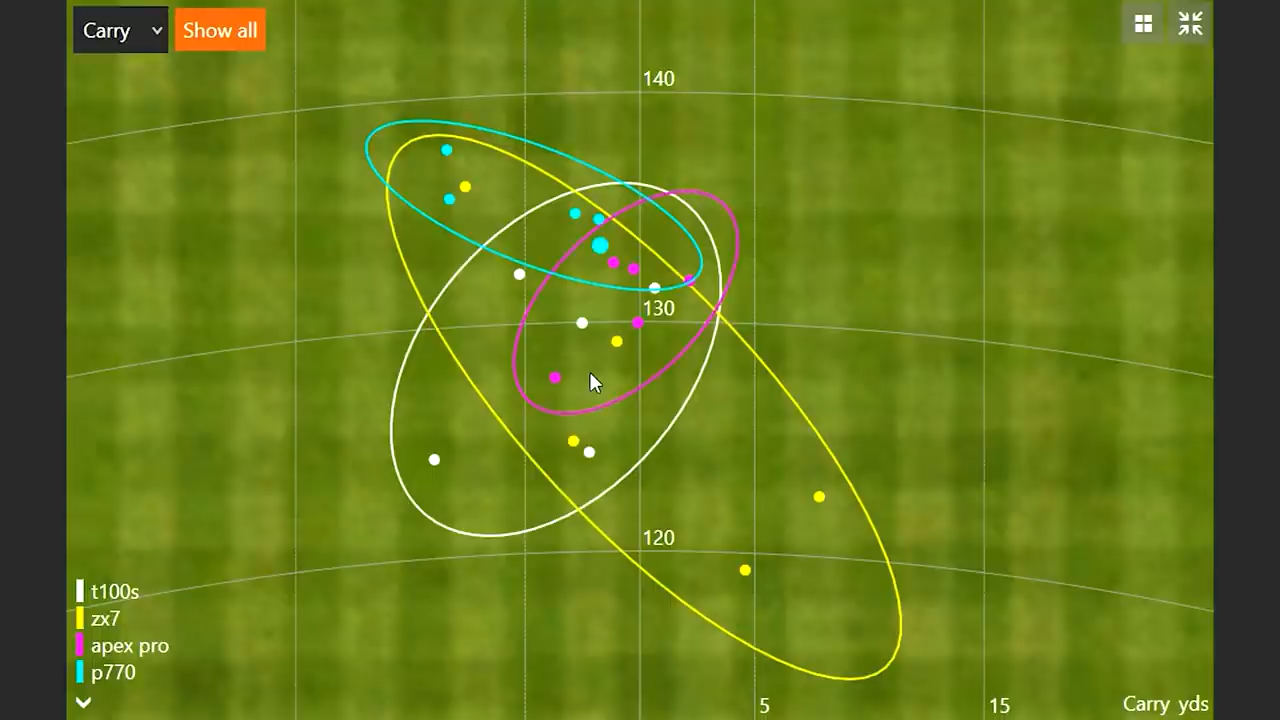 Carry
Show all
140
130
120
t100s
zx7
apex pro
p770
5
15
Carry yds